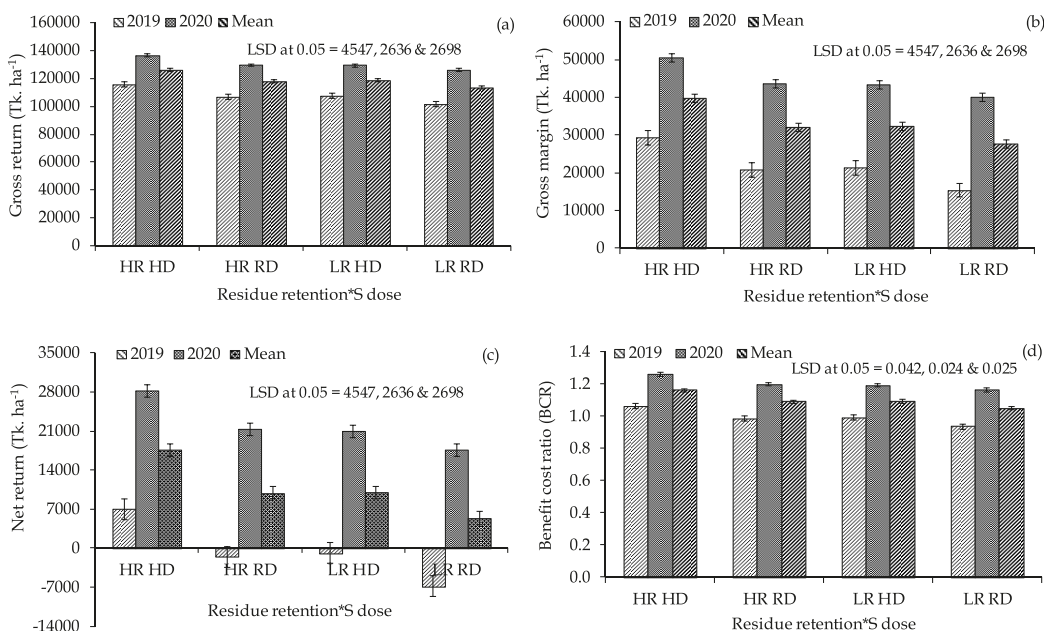 160000
140000
120000
100000
80000
60000
40000
20000
0
Gross return (Tk. ha-1)
2019 2020 Mean
(a)
LSD at 0.05 = 4547, 2636 & 2698
HR HD HR RD LR HD LR RD
Residue retention*S dose
60000
50000
40000
30000
20000
10000
0
Gross margin (Tk. ha-1)
2019 2020 Mean
(b)
LSD at 0.05 = 4547, 2636 & 2698
HR HD HR RD LR HD LR RD
Residue retention*S dose
35000
28000
21000
14000
7000
0
-7000
-14000
Net return (Tk. ha-1)
2019 2020 Mean
(c)
LSD at 0.05 = 4547, 2636 & 2698
HR HD HR RD LR HD LR RD
Residue retention*S dose
1.4
1.2
1.0
0.8
0.6
0.4
0.2
0.0
Benefit cost ratio (BCR)
2019 2020 Mean
(d)
LSD at 0.05 = 0.042, 0.024 & 0.025
HR HD HR RD LR HD LR RD
Residue retention*S dose